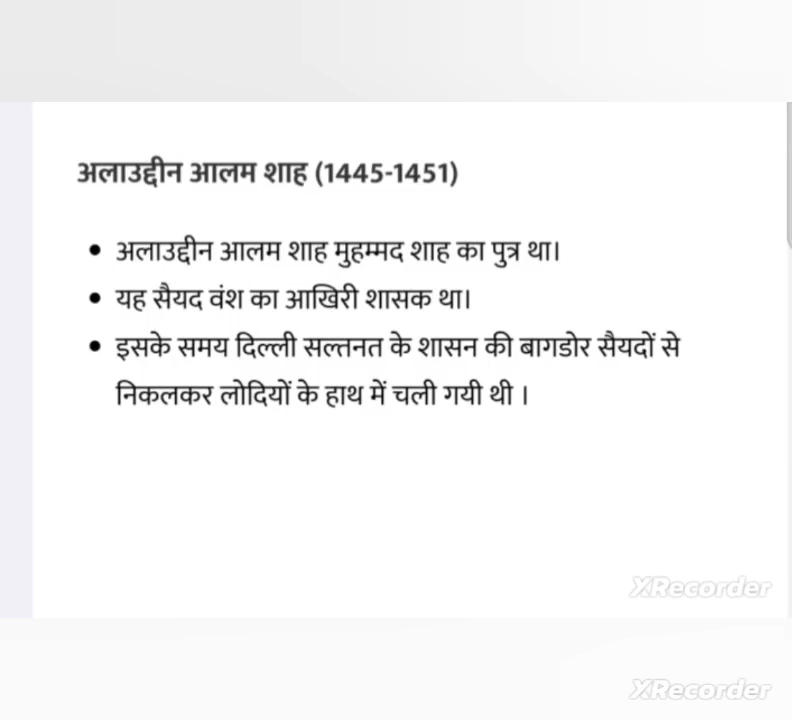 अलाउद्दीन आलम शाह (1445-1451)
• अलाउद्दीन आलम शाह मुहम्मद शाह का पुत्र था।
• यह सैयद वंश का आखिरी शासक था।
• इसके समय दिल्ली सल्तनत के शासन की बागडोर सैयदों से
निकलकर लोदियों के हाथ में चली गयी थी ।
XRecorder
XRecorder